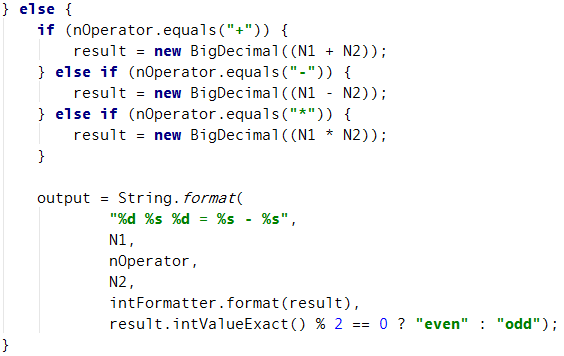 } else {
    if (nOperator.equals("+")) {
        result = new BigDecimal((N1 + N2));
    } else if (nOperator.equals("-")) {
        result = new BigDecimal((N1 - N2));
    } else if (nOperator.equals("*")) {
        result = new BigDecimal((N1 * N2));
    }
    output = String.format(
            "%d %s %d = %s - %s",
            N1,
            nOperator,
            N2,
            intFormatter.format(result),
            result.intValueExact() % 2 == 0 ? "even" : "odd");
}